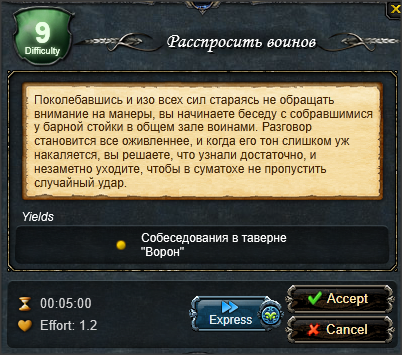 9
Difficulty
Расспросить воинов
Поколебавшись и изо всех сил стараясь не обращать
внимание на манеры, вы начинаете беседу с собравшимися
у барной стойки в общем зале воинами. Разговор
становится все оживленнее, и когда его тон слишком уж
накаляется, вы решаете, что узнали достаточно, и
незаметно уходите, чтобы в суматохе не пропустить
случайный удар.
Yields
Собеседования в таверне
"Ворон"
00:05:00
Effort: 1.2
Express
Accept
Cancel